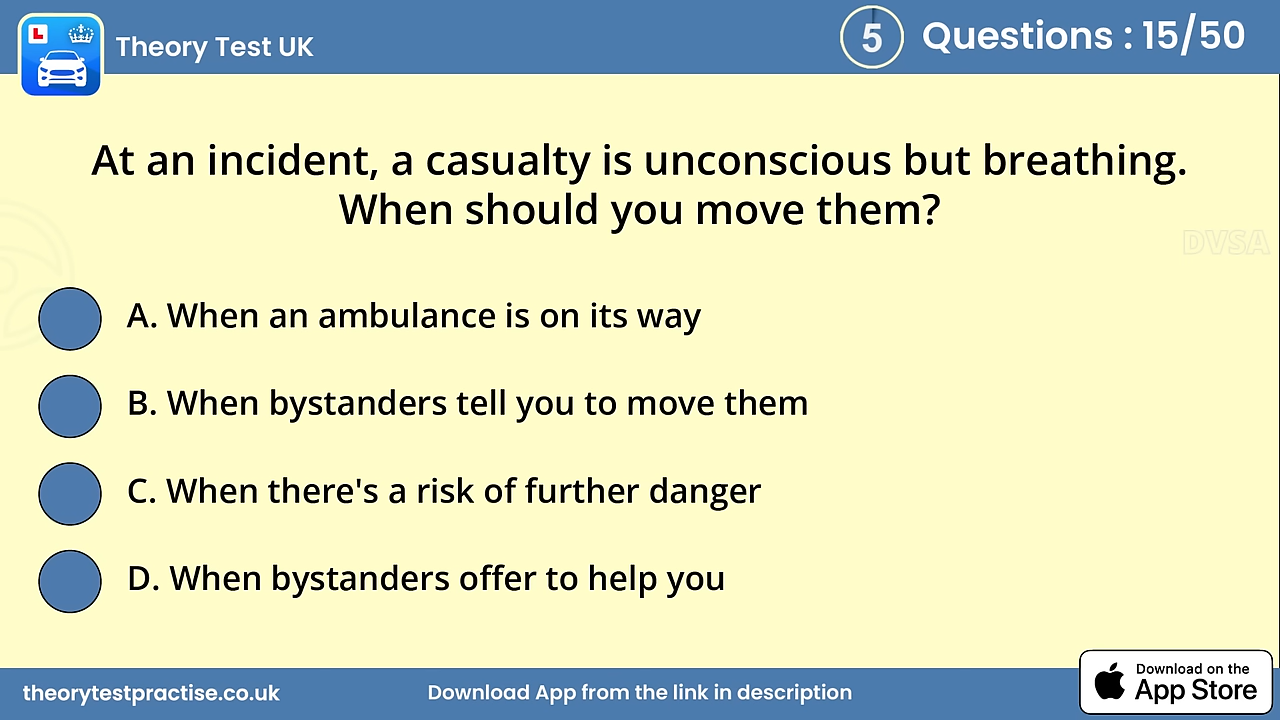 L
Theory Test UK
5
Questions : 15/50
At an incident, a casualty is unconscious but breathing.
When should you move them?
DVSA
A. When an ambulance is on its way
B. When bystanders tell you to move them
C. When there's a risk of further danger
D. When bystanders offer to help you
theorytestpractise.co.uk
Download App from the link in description
Download on the
App Store